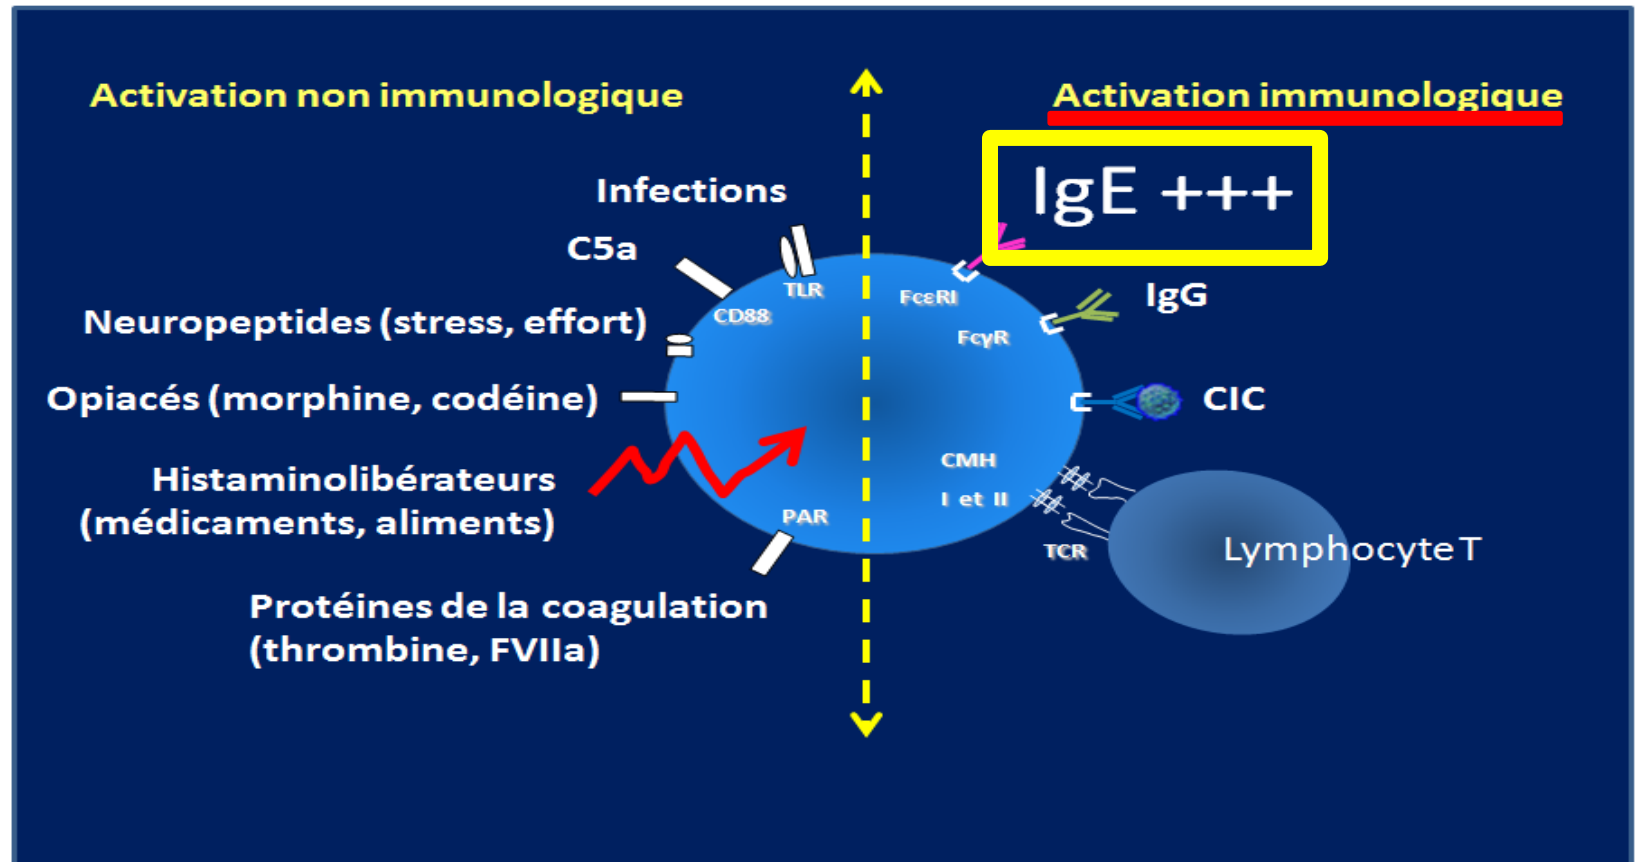 Activation non immunologique
Activation immunologique
Infections
C5a
Neuropeptides (stress, effort)
Opiacés (morphine, codéine)
Histaminolibérateurs
(médicaments, aliments)
Protéines de la coagulation
(thrombine, FVIIa)
TLR
CD88
PAR
IgE +++
FcεRI
IgG
FcγR
CIC
CMH
I et II
TCR
Lymphocyte T